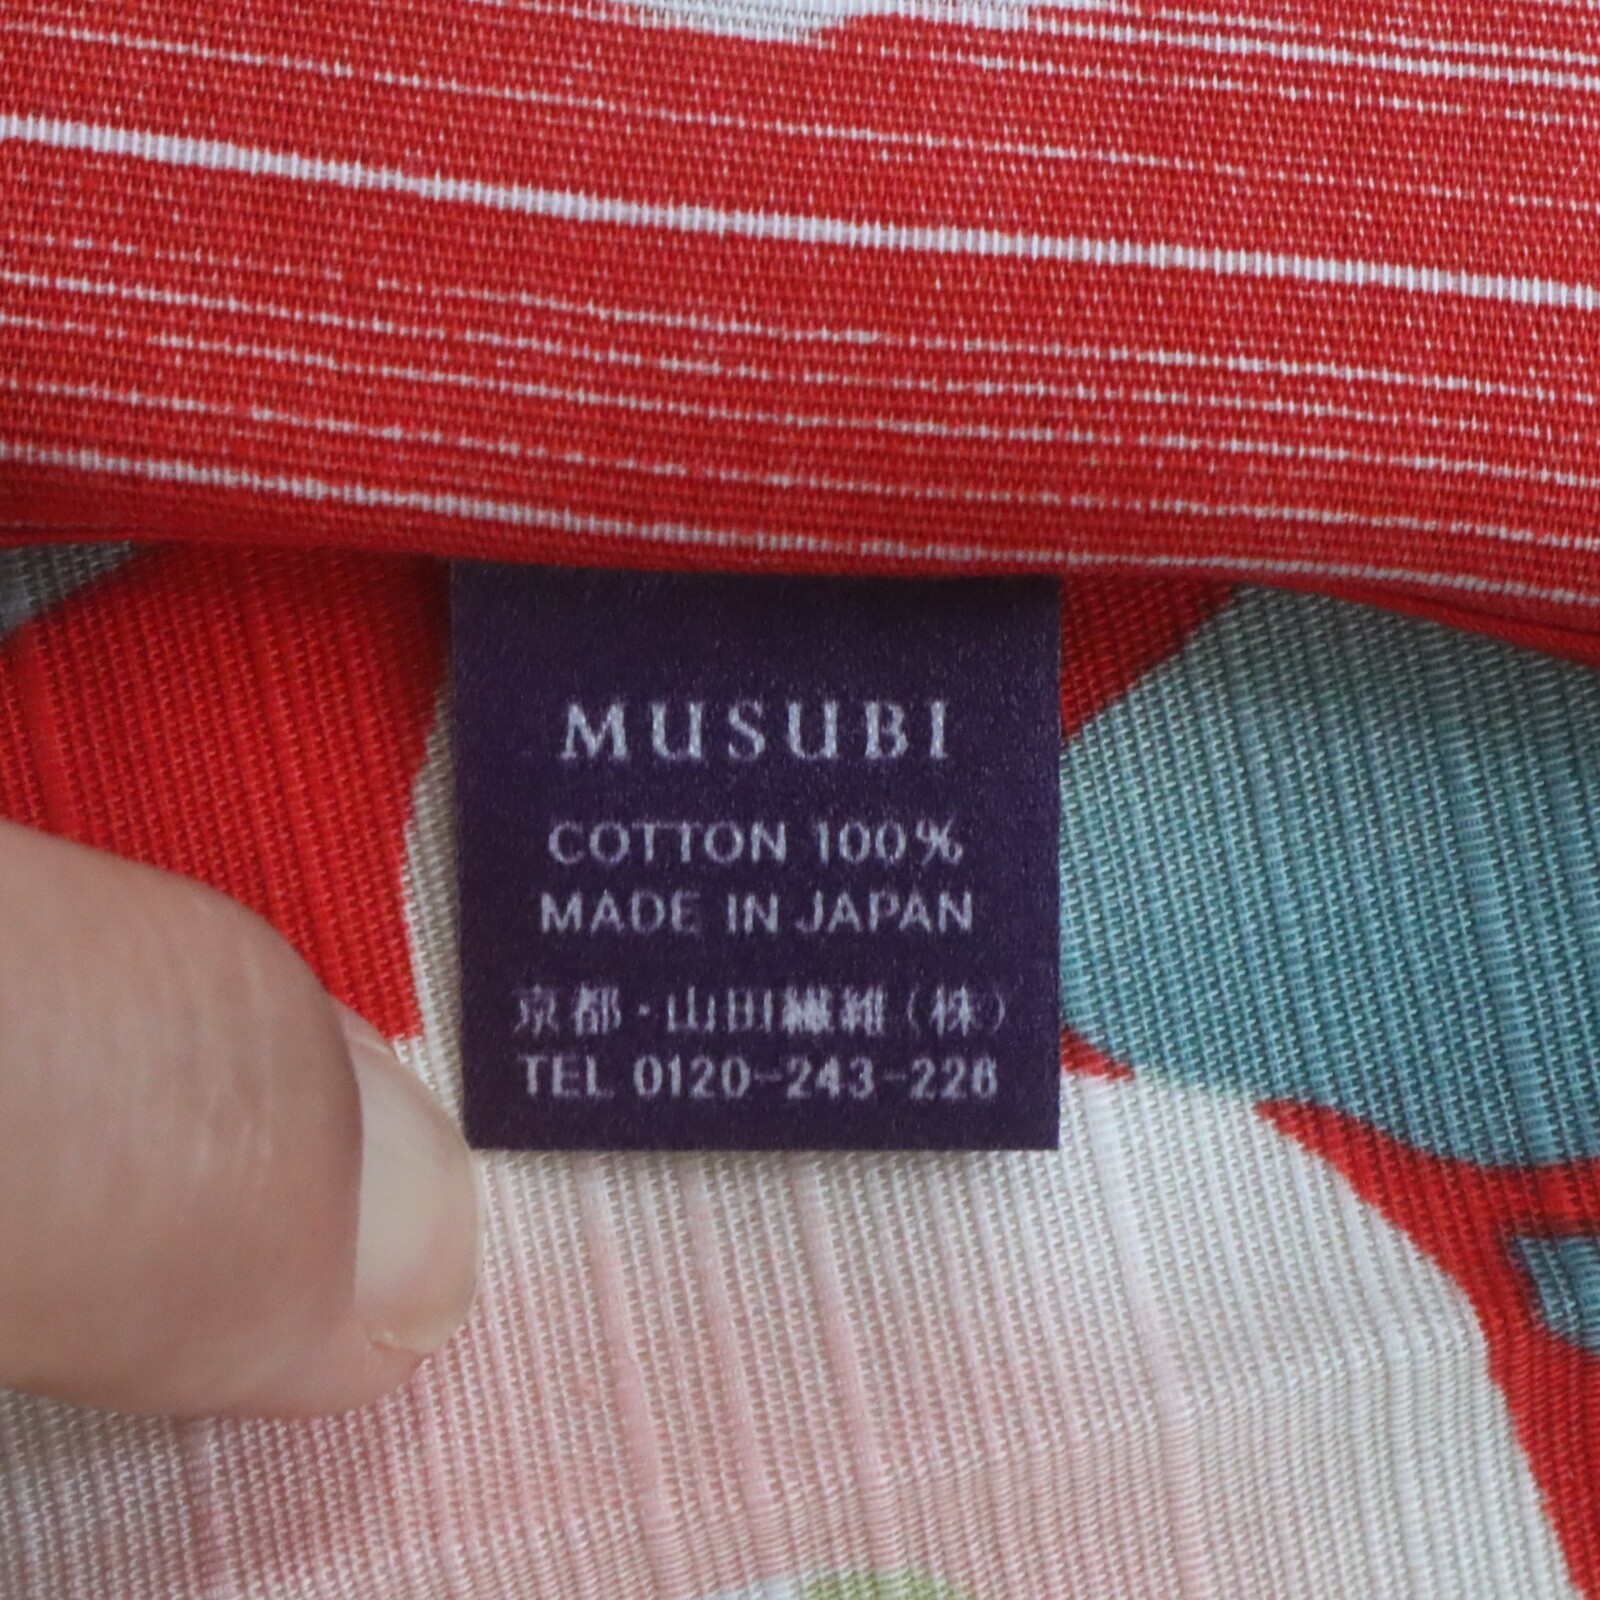 MUSUBI
COTTON 100%
MADE IN JAPAN
京都・山田繊維(株)
TEL 0120-243-226